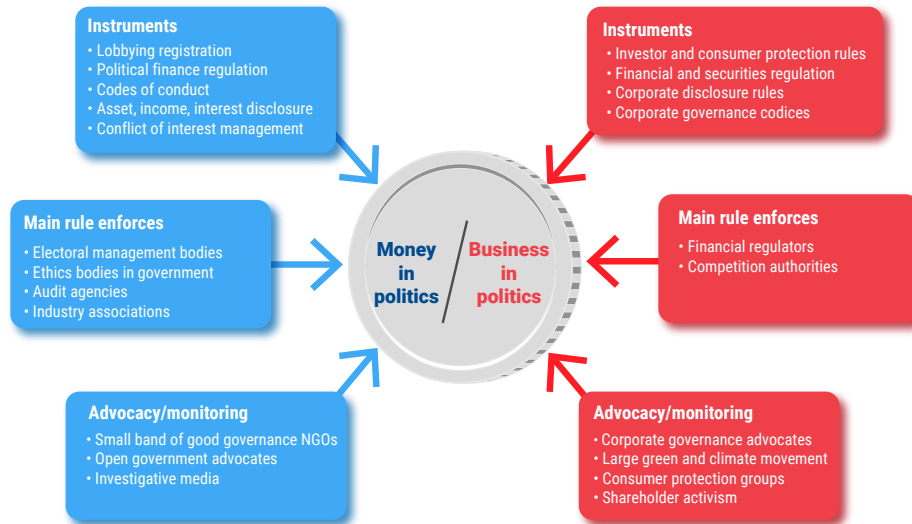 Instruments
• Lobbying registration
• Political finance regulation
• Codes of conduct
• Asset, income, interest disclosure
• Conflict of interest management
Instruments
• Investor and consumer protection rules
• Financial and securities regulation
• Corporate disclosure rules
• Corporate governance codices
Main rule enforces
• Electoral management bodies
• Ethics bodies in government
• Audit agencies
• Industry associations
Money
in
politics
Business
in
politics
Main rule enforces
• Financial regulators
• Competition authorities
Advocacy/monitoring
• Small band of good governance NGOs
• Open government advocates
• Investigative media
Advocacy/monitoring
• Corporate governance advocates
• Large green and climate movement
• Consumer protection groups
• Shareholder activism